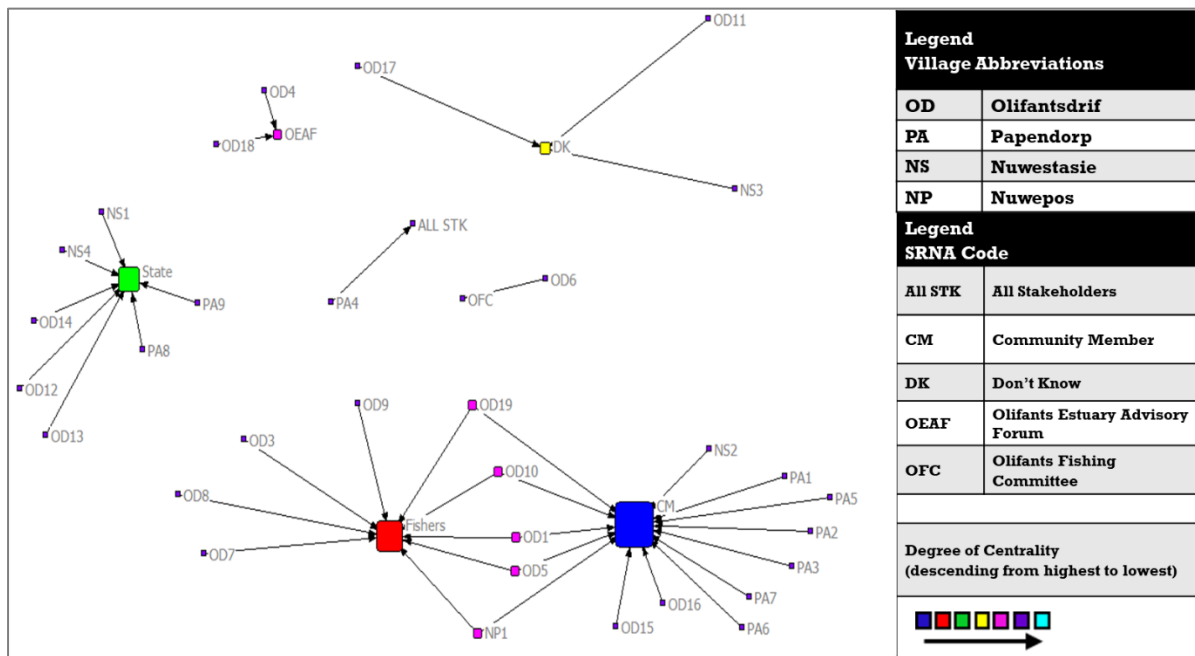 OD11
OD17
OD4
OEAF
OD18
DK
NS3
NS1
ALL STK
NS4
State
OD6
OFC
PA4
PA9
OD14
PA8
OD12
OD13
OD9
OD19
OD3
NS2
OD10
PA1
OD8
PA5
CM
Fishers
PA2
OD1
OD7
PA3
OD5
PA7
OD16
OD15
PA6
NP1
Legend
Village Abbreviations
OD Olifantsdrif
PA Papendorp
NS Nuwestasie
NP Nuwepos
Legend
SRNA Code
All STK All Stakeholders
CM Community Member
DK Don't Know
OEAF Olifants Estuary Advisory
Forum
OFC Olifants Fishing
Committee
Degree of Centrality
(descending from highest to lowest)